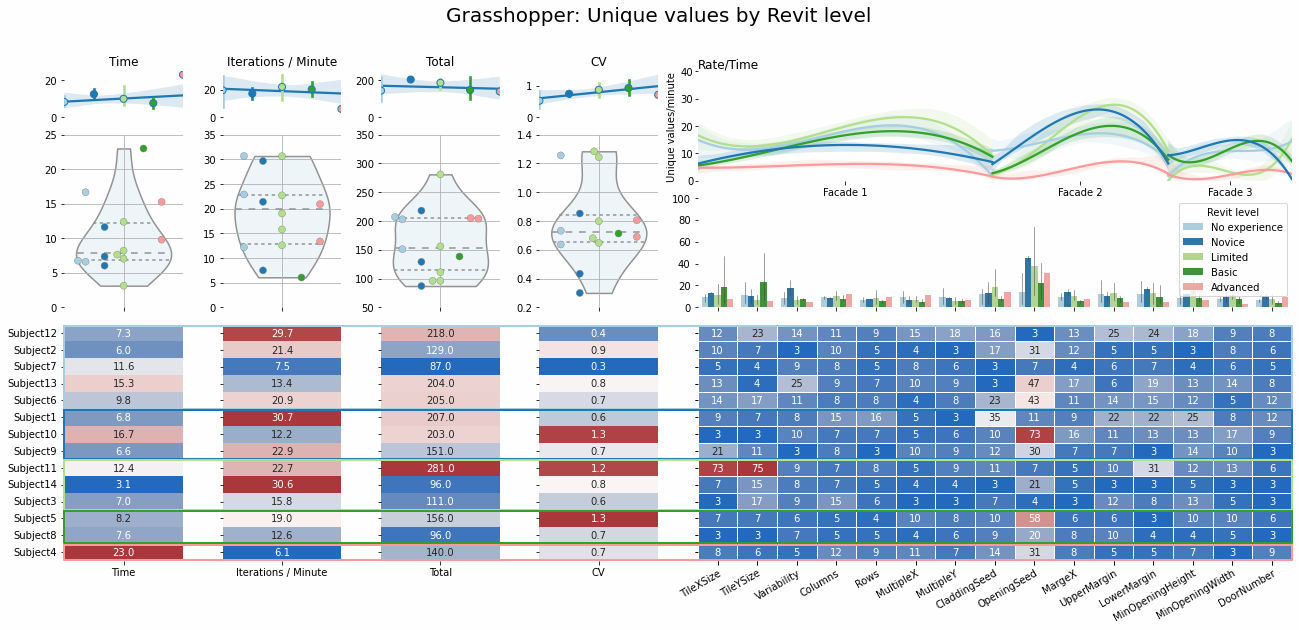 Grasshopper: Unique values by Revit level
Time Iterations / Minute Total CV Rate/Time
20
0
20
0
200
0
1
0
Unique values/minute
40
30
20
10
0
Facade 1 Facade 2 Facade 3
25
20
15
10
5
0
35
30
25
20
15
10
5
0
350
300
250
200
150
100
50
1.4
1.2
1.0
0.8
0.6
0.4
0.2
100
80
60
40
20
0
Revit level
No experience
Novice
Limited
Basic
Advanced
Subject12 7.3 29.7 218.0 0.4 12 23 14 11 9 15 18 16 3 13 25 24 18 9 8
Subject2 6.0 21.4 129.0 0.9 10 7 3 10 5 4 3 17 31 12 5 5 3 8 6
Subject7 11.6 7.5 87.0 0.3 5 4 9 8 5 8 6 3 7 4 6 7 4 6 5
Subject13 15.3 13.4 204.0 0.8 13 4 25 9 7 10 9 3 47 17 6 19 13 14 8
Subject6 9.8 20.9 205.0 0.7 14 17 11 8 8 4 8 23 43 11 14 15 12 5 12
Subject1 6.8 30.7 207.0 0.6 9 7 8 15 16 5 3 35 11 9 22 22 25 8 12
Subject10 16.7 12.2 203.0 1.3 3 3 10 7 7 5 6 10 73 16 11 13 13 17 9
Subject9 6.6 22.9 151.0 0.7 21 11 3 8 3 10 9 12 30 7 7 3 14 10 3
Subject11 12.4 22.7 281.0 1.2 73 75 9 7 8 5 9 11 7 5 10 31 12 13 6
Subject14 3.1 30.6 96.0 0.8 7 15 8 7 5 4 4 3 21 5 3 3 5 3 3
Subject3 7.0 15.8 111.0 0.6 3 17 9 15 6 3 3 7 4 3 12 8 13 5 3
Subject5 8.2 19.0 156.0 1.3 7 7 6 5 4 10 8 10 58 6 6 3 10 10 6
Subject8 7.6 12.6 96.0 0.7 3 3 7 5 5 4 6 9 20 8 10 4 4 5 3
Subject4 23.0 6.1 140.0 0.7 8 6 5 12 9 11 7 14 31 8 5 5 7 3 9
Time Iterations / Minute Total CV TileXSize TileYSize Variability Columns Rows MultipleX MultipleY CladdingSeed OpeningSeed MargeX UpperMargin LowerMargin MinOpeningHeight MinOpeningWidth DoorNumber